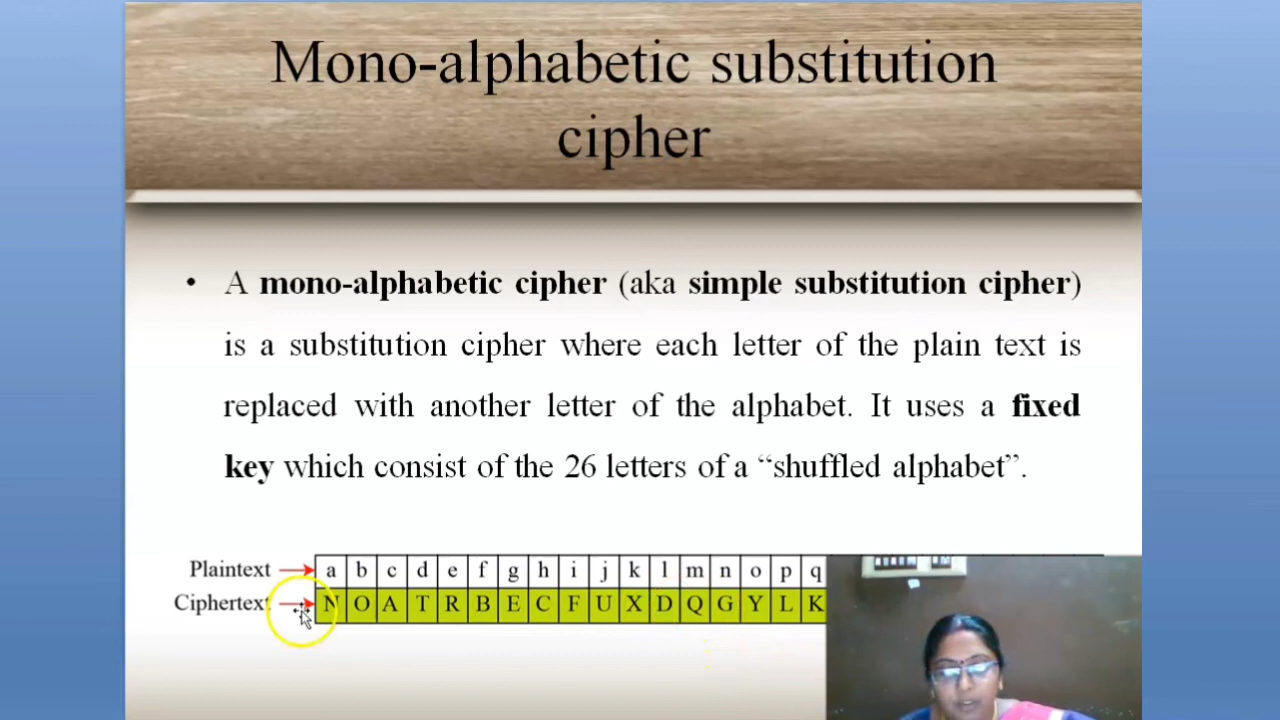 Mono-alphabetic substitution
cipher
• A mono-alphabetic cipher (aka simple substitution cipher)
is a substitution cipher where each letter of the plain text is
replaced with another letter of the alphabet. It uses a fixed
key which consist of the 26 letters of a “shuffled alphabet”.
Plaintext a b c d e f g h i j k l m n o p q
Ciphertext N O A T R B E C F U X D Q G Y L K